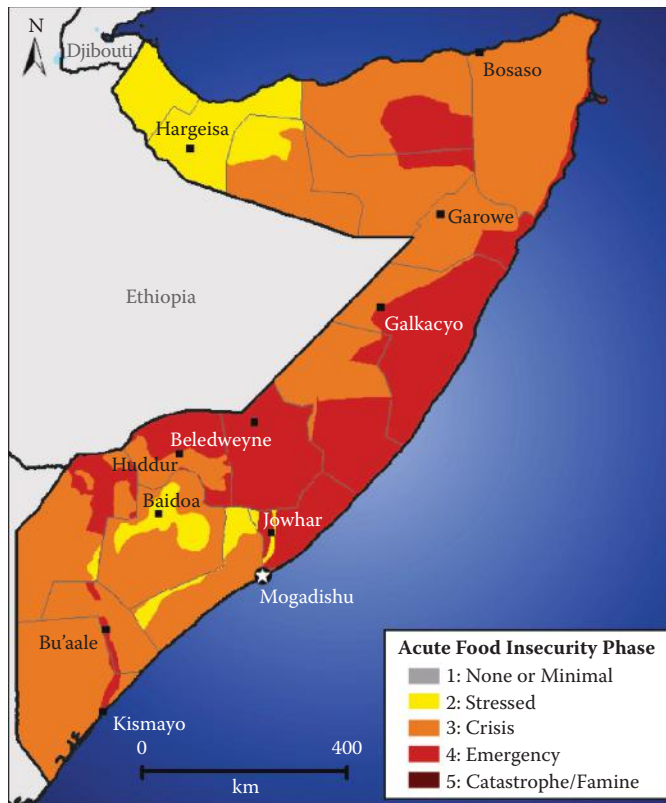 N
Djibouti
Bosaso
Hargeisa
Garowe
Ethiopia
Galkacyo
Beledweyne
Huddur
Baidoa
Jowhar
Mogadishu
Bu'aale
Kismayo
0 400
km
Acute Food Insecurity Phase
1: None or Minimal
2: Stressed
3: Crisis
4: Emergency
5: Catastrophe/Famine